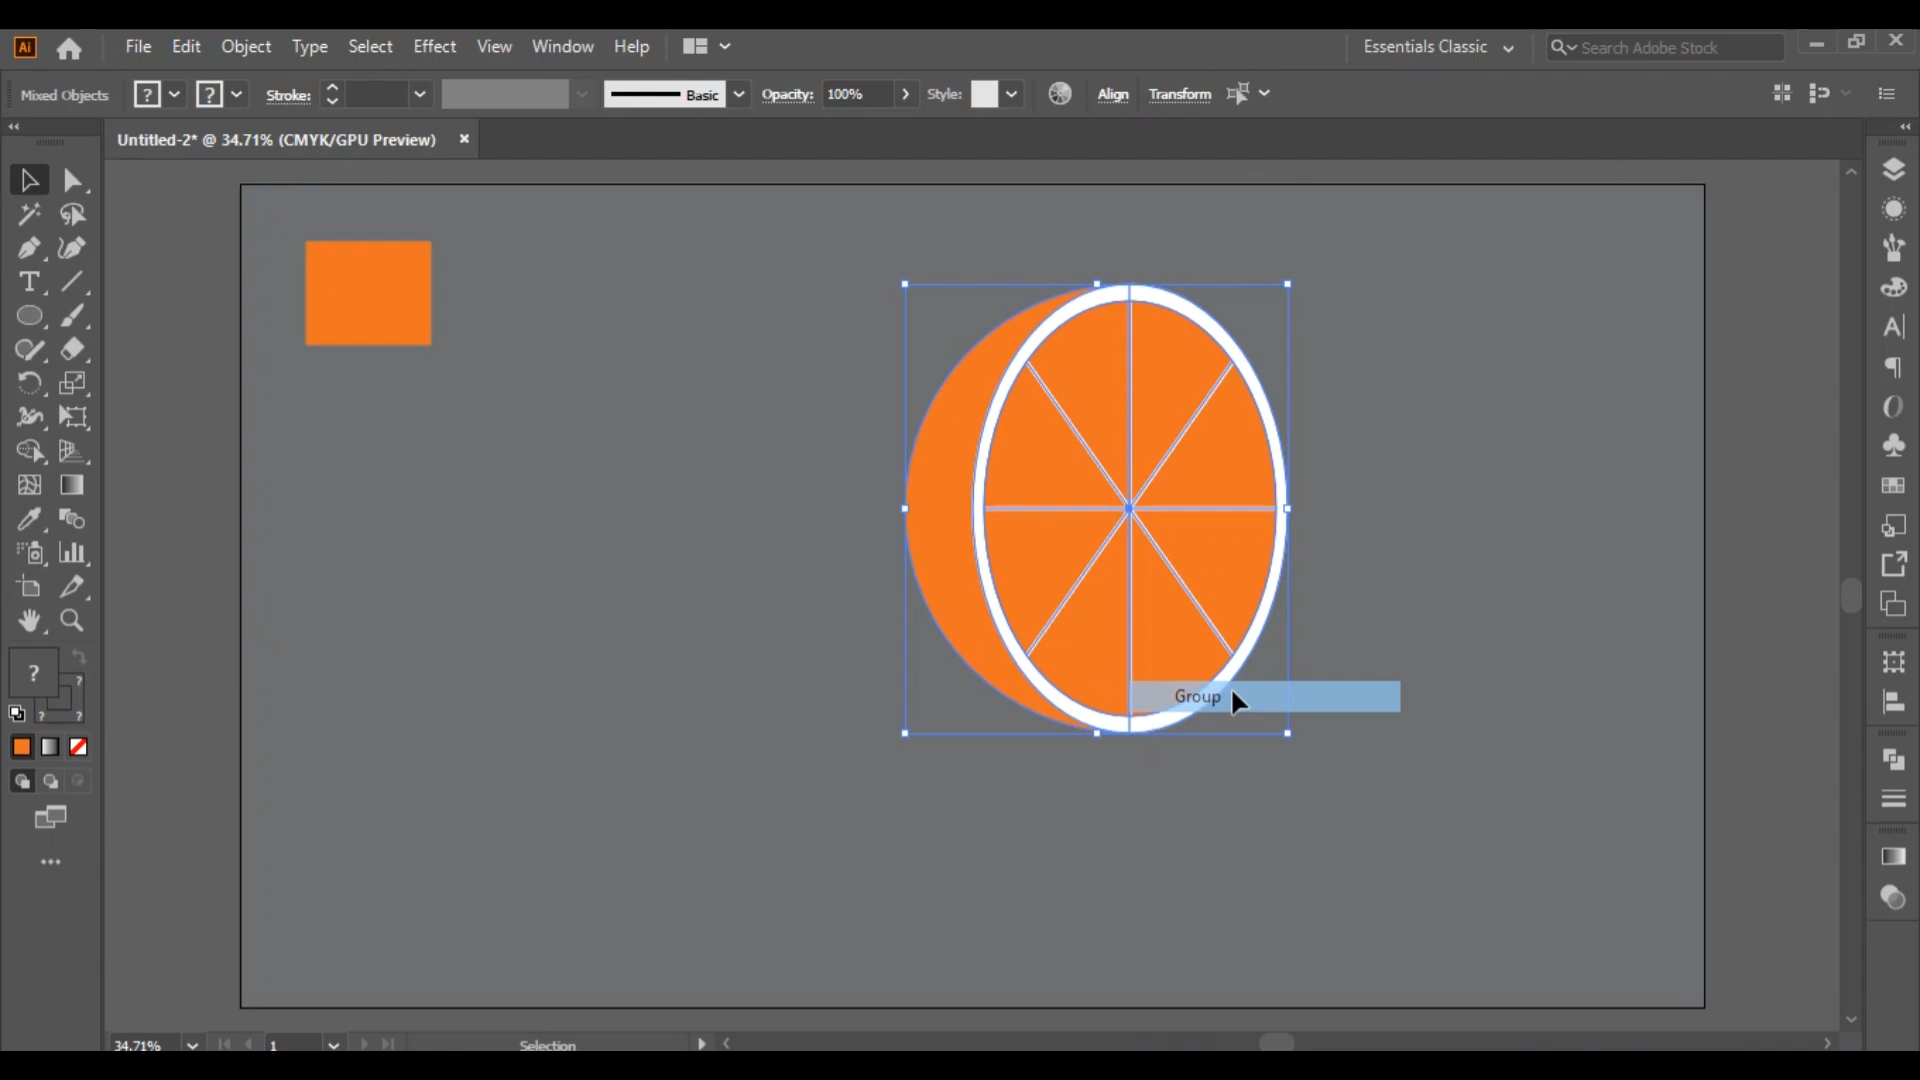 Ai File Edit Object Type Select Effect View Window Help Essentials Classic Search Adobe Stock
Mixed Objects ? ? Stroke: Basic Opacity: 100% Style: Align Transform
Untitled-2* @ 34.71% (CMYK/GPU Preview)
Group
?
?
? ?
34.71% 1 Selection